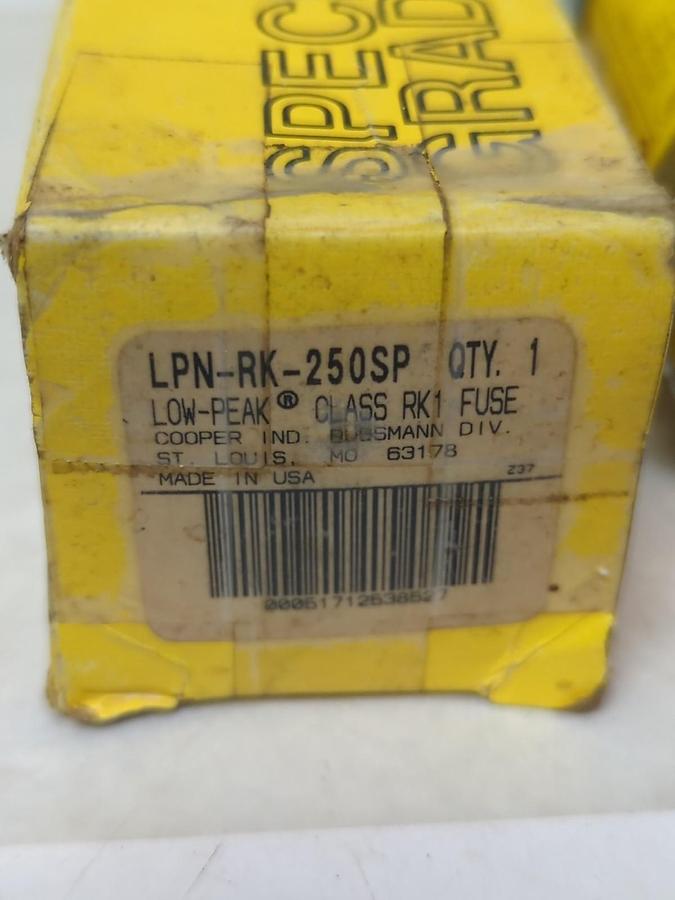 SPEC
GRAD
LPN-RK-250SP QTY. 1
LOW-PEAK® CLASS RK1 FUSE
COOPER IND. BUSSMANN DIV.
ST. LOUIS, MO 63178
237
MADE IN USA